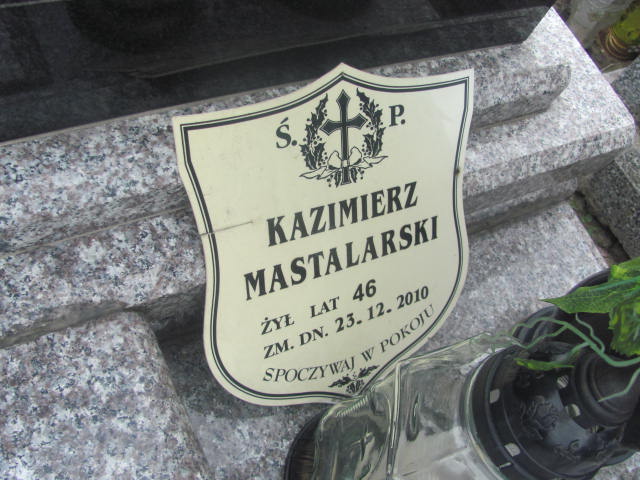 Ś. P.
KAZIMIERZ
MASTALARSKI
ŻYŁ LAT 46
ZM. DN. 23.12.2010
SPOCZYWAJ W POKOJU